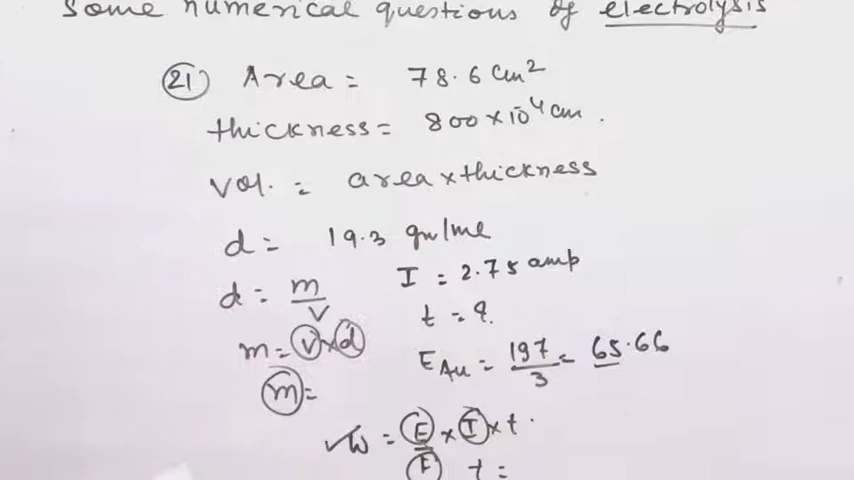 Some numerical questions of electrolysis
(21) Area = 78.6 cm²
thickness = 800 × 10⁻⁴ cm.
Vol. = area × thickness
d = 19.3 gm/ml
d = m/V I = 2.75 amp
t = ?
m = V × d E_Au = 197/3 = 65.66
m =
✓W = E/F × I × t.
t =